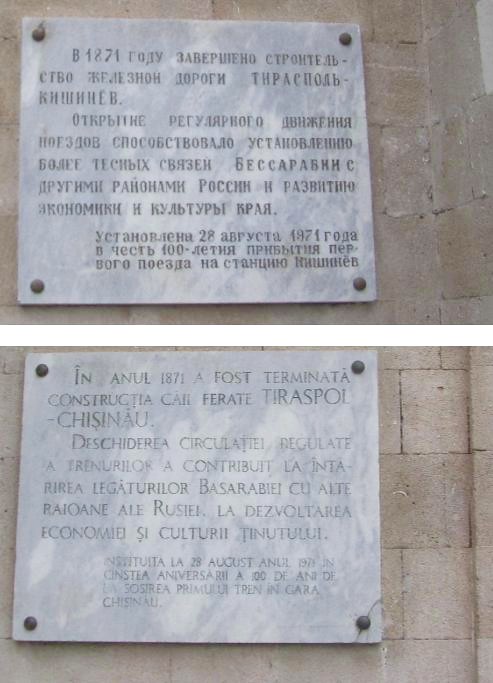 В 1871 ГОДУ ЗАВЕРШЕНО СТРОИТЕЛЬ-
СТВО ЖЕЛЕЗНОЙ ДОРОГИ ТИРАСПОЛЬ-
КИШИНЁВ.
ОТКРЫТИЕ РЕГУЛЯРНОГО ДВИЖЕНИЯ
ПОЕЗДОВ СПОСОБСТВОВАЛО УСТАНОВЛЕНИЮ
БОЛЕЕ ТЕСНЫХ СВЯЗЕЙ БЕССАРАБИИ С
ДРУГИМИ РАЙОНАМИ РОССИИ И РАЗВИТИЮ
ЭКОНОМИКИ И КУЛЬТУРЫ КРАЯ.
Установлена 28 августа 1971 года
в честь 100-летия прибытия пер-
вого поезда на станцию Кишинёв
ÎN ANUL 1871 A FOST TERMINATĂ
CONSTRUCŢIA CĂII FERATE TIRASPOL
-CHIŞINĂU.
DESCHIDEREA CIRCULAŢIEI REGULATE
A TRENURILOR A CONTRIBUIT LA ÎNTĂ-
RIREA LEGĂTURILOR BASARABIEI CU ALTE
RAIOANE ALE RUSIEI, LA DEZVOLTAREA
ECONOMIEI ŞI CULTURII ŢINUTULUI.
INSTITUITA LA 28 AUGUST ANUL 1971 IN
CINSTEA ANIVERSĂRII A 100 DE ANI DE
LA SOSIREA PRIMULUI TREN ÎN GARA
CHIŞINĂU.